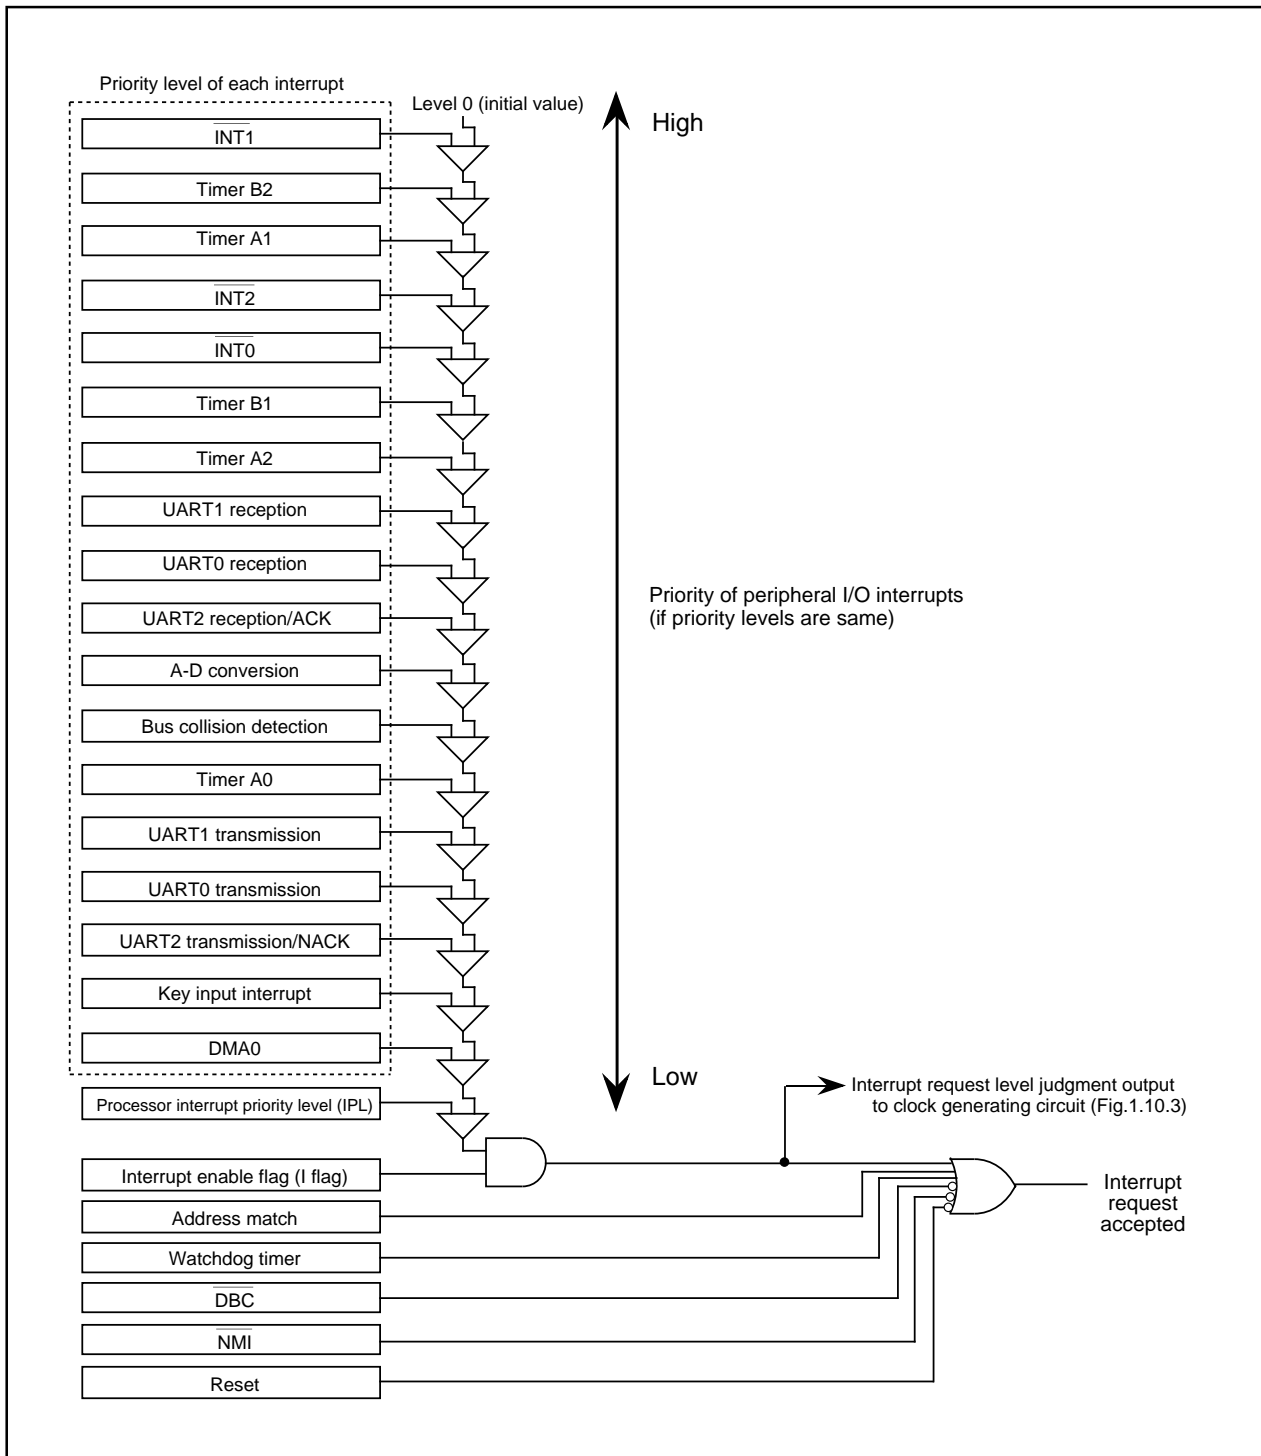 Priority level of each interrupt
Level 0 (initial value)
High
INT1
Timer B2
Timer A1
INT2
INT0
Timer B1
Timer A2
UART1 reception
UART0 reception
Priority of peripheral I/O interrupts
(if priority levels are same)
UART2 reception/ACK
A-D conversion
Bus collision detection
Timer A0
UART1 transmission
UART0 transmission
UART2 transmission/NACK
Key input interrupt
DMA0
Low
Processor interrupt priority level (IPL)
Interrupt request level judgment output
to clock generating circuit (Fig.1.10.3)
Interrupt enable flag (I flag)
Address match
Watchdog timer
DBC
NMI
Reset
Interrupt
request
accepted